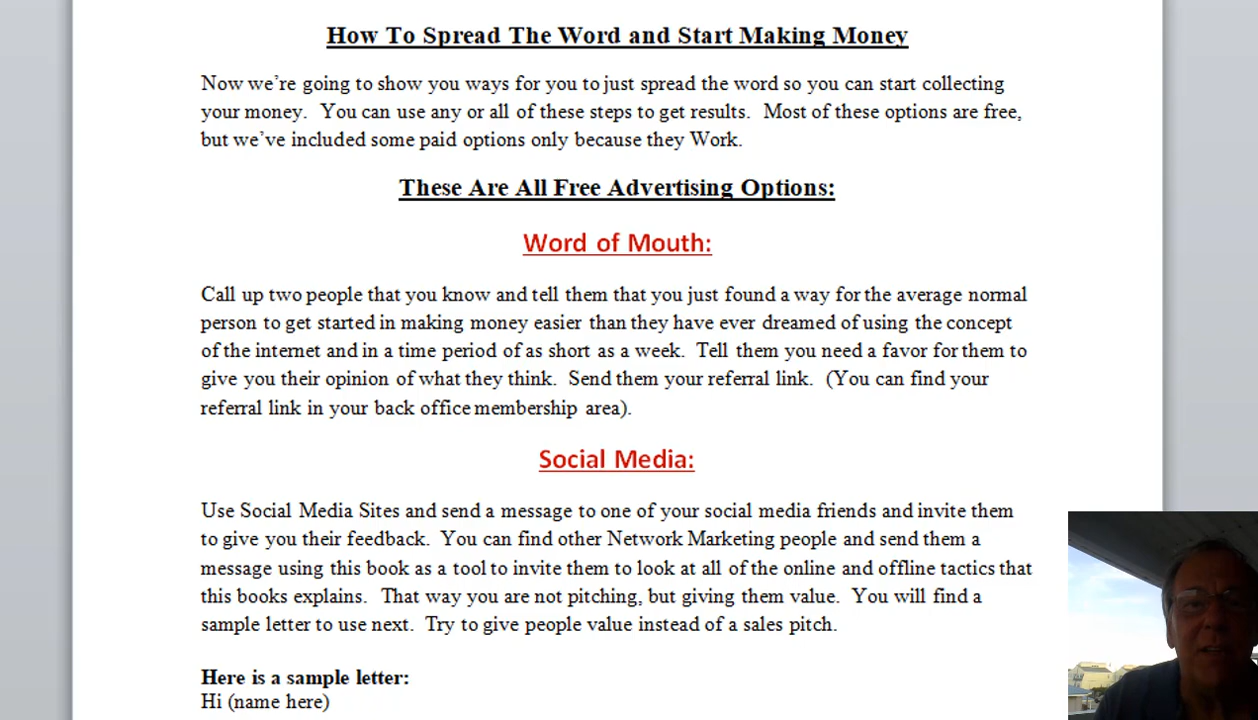 How To Spread The Word and Start Making Money
Now we're going to show you ways for you to just spread the word so you can start collecting
your money.  You can use any or all of these steps to get results.  Most of these options are free,
but we've included some paid options only because they Work.
These Are All Free Advertising Options:
Word of Mouth:
Call up two people that you know and tell them that you just found a way for the average normal
person to get started in making money easier than they have ever dreamed of using the concept
of the internet and in a time period of as short as a week.  Tell them you need a favor for them to
give you their opinion of what they think.  Send them your referral link.  (You can find your
referral link in your back office membership area).
Social Media:
Use Social Media Sites and send a message to one of your social media friends and invite them
to give you their feedback.  You can find other Network Marketing people and send them a
message using this book as a tool to invite them to look at all of the online and offline tactics that
this books explains.  That way you are not pitching, but giving them value.  You will find a
sample letter to use next.  Try to give people value instead of a sales pitch.
Here is a sample letter:
Hi (name here)